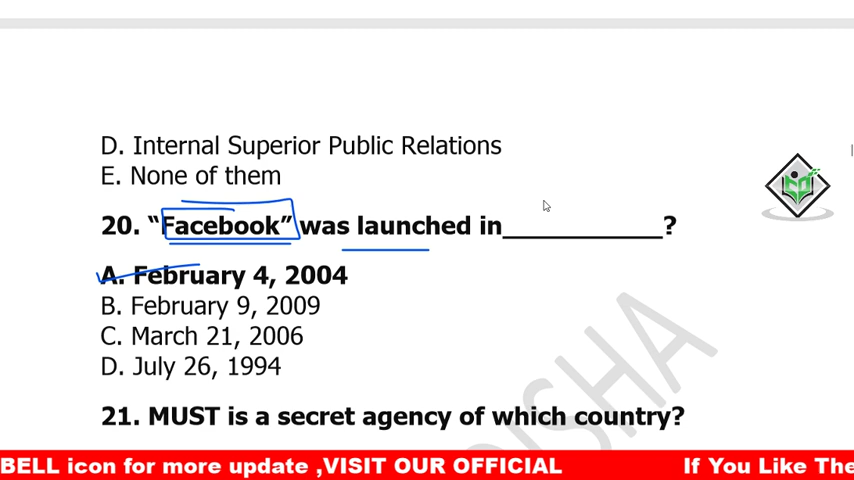 D. Internal Superior Public Relations
E. None of them
20. “Facebook” was launched in___________?
A. February 4, 2004
B. February 9, 2009
C. March 21, 2006
D. July 26, 1994
ISHA
21. MUST is a secret agency of which country?
BELL icon for more update ,VISIT OUR OFFICIAL If You Like The